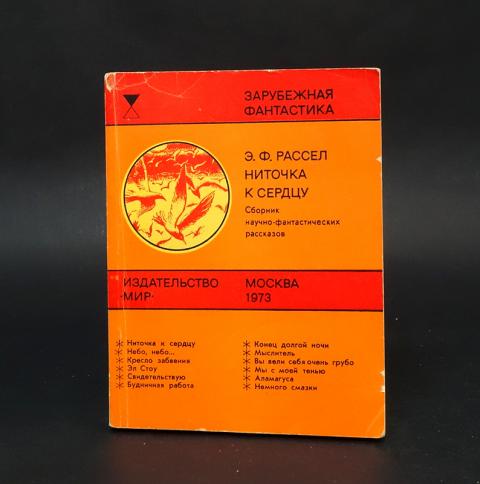 ЗАРУБЕЖНАЯ
ФАНТАСТИКА
Э. Ф. РАССЕЛ
НИТОЧКА
К СЕРДЦУ
Сборник
научно-фантастических
рассказов
ИЗДАТЕЛЬСТВО
·МИР·
МОСКВА
1973
Ниточка к сердцу
Небо, небо...
Кресло забвения
Эл Стоу
Свидетельствую
Будничная работа
Конец долгой ночи
Мыслитель
Вы вели себя очень грубо
Мы с моей тенью
Аламагуса
Немного смазки